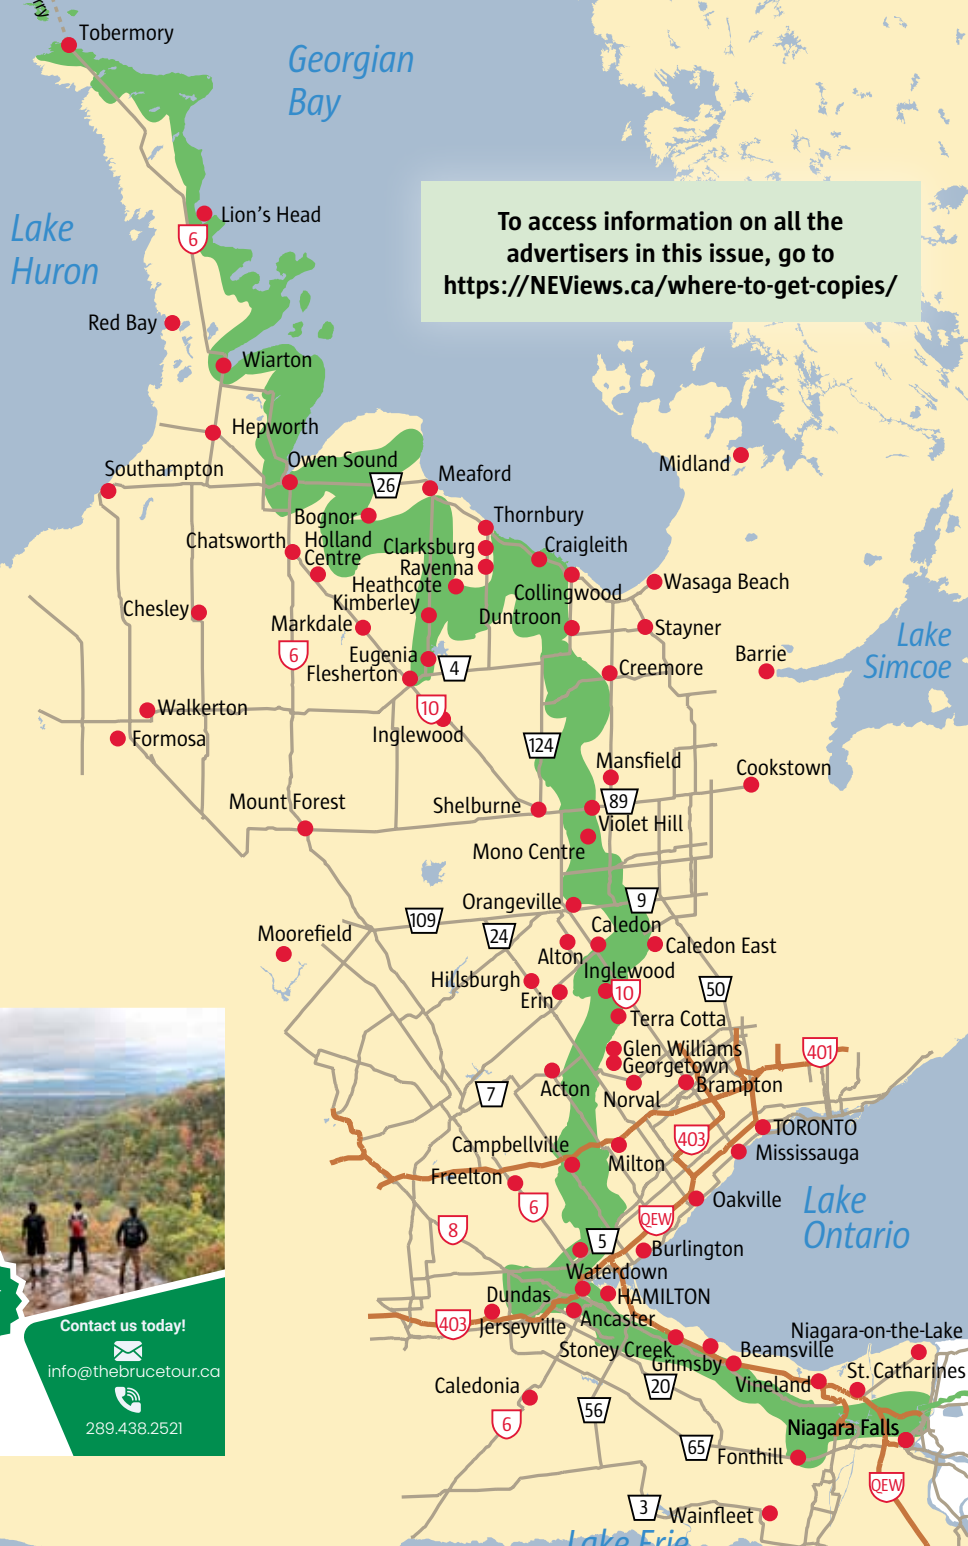 rry
Tobermory
Georgian
Bay
Lion's Head
Lake
Huron
6
To access information on all the
advertisers in this issue, go to
https://NEViews.ca/where-to-get-copies/
Red Bay
Wiarton
Hepworth
Owen Sound
Southampton
26
Meaford
Midland
Bognor
Thornbury
Chatsworth
Holland
Centre
Clarksburg
Ravenna
Craigleith
Heathcote
Collingwood
Wasaga Beach
Kimberley
Chesley
Markdale
Duntroon
Stayner
6
Eugenia
4
Flesherton
Creemore
Barrie
Lake
Simcoe
Walkerton
10
Formosa
Inglewood
124
Mansfield
Cookstown
Mount Forest
Shelburne
89
Violet Hill
Mono Centre
Orangeville
9
109
24
Caledon
Moorefield
Alton
Caledon East
Inglewood
Hillsburgh
Erin
10
50
Terra Cotta
Glen Williams
401
Georgetown
Acton
Brampton
7
Norval
TORONTO
Campbellville
403
Milton
Mississauga
Freelton
6
Oakville
Lake
Ontario
8
QEW
5
Burlington
Waterdown
Dundas
HAMILTON
403
Jerseyville
Ancaster
Contact us today!
info@thebrucetour.ca
289.438.2521
Stoney Creek
Grimsby
Beamsville
Niagara-on-the-Lake
St. Catharines
Vineland
Caledonia
20
56
6
Niagara Falls
65
Fonthill
QEW
3
Wainfleet
Lake Erie